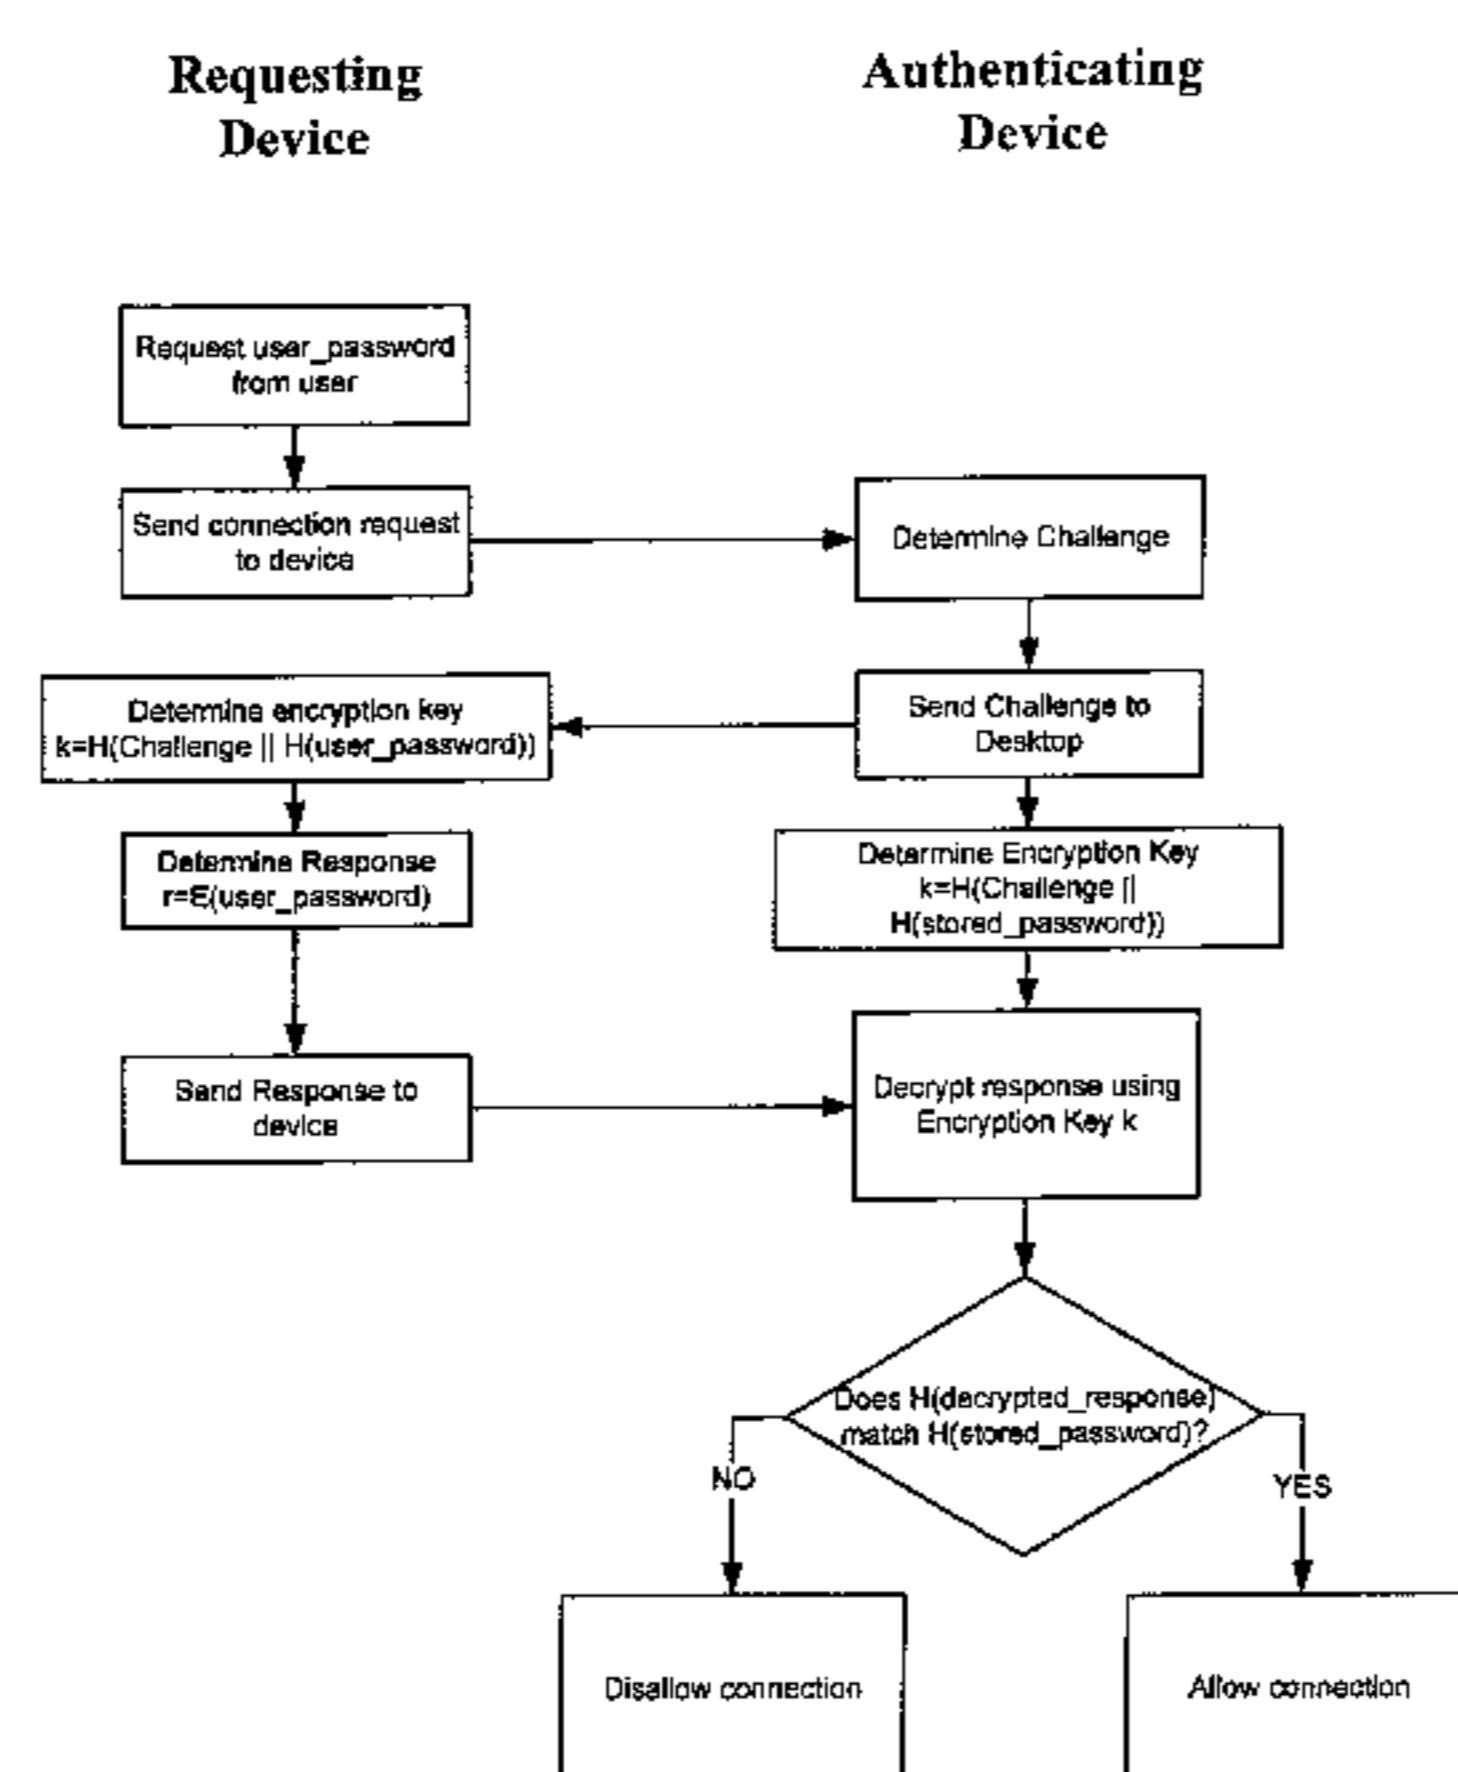 Requesting
Device
Authenticating
Device
Request user_password
from user
Send connection request
to device
Determine Challenge
Send Challenge to
Desktop
Determine encryption key
k=H(Challenge || H(user_password))
Determine Response
r=E(user_password)
Determine Encryption Key
k=H(Challenge ||
H(stored_password))
Send Response to
device
Decrypt response using
Encryption Key k
Does H(decrypted_response)
match H(stored_password)?
NO
YES
Disallow connection
Allow connection